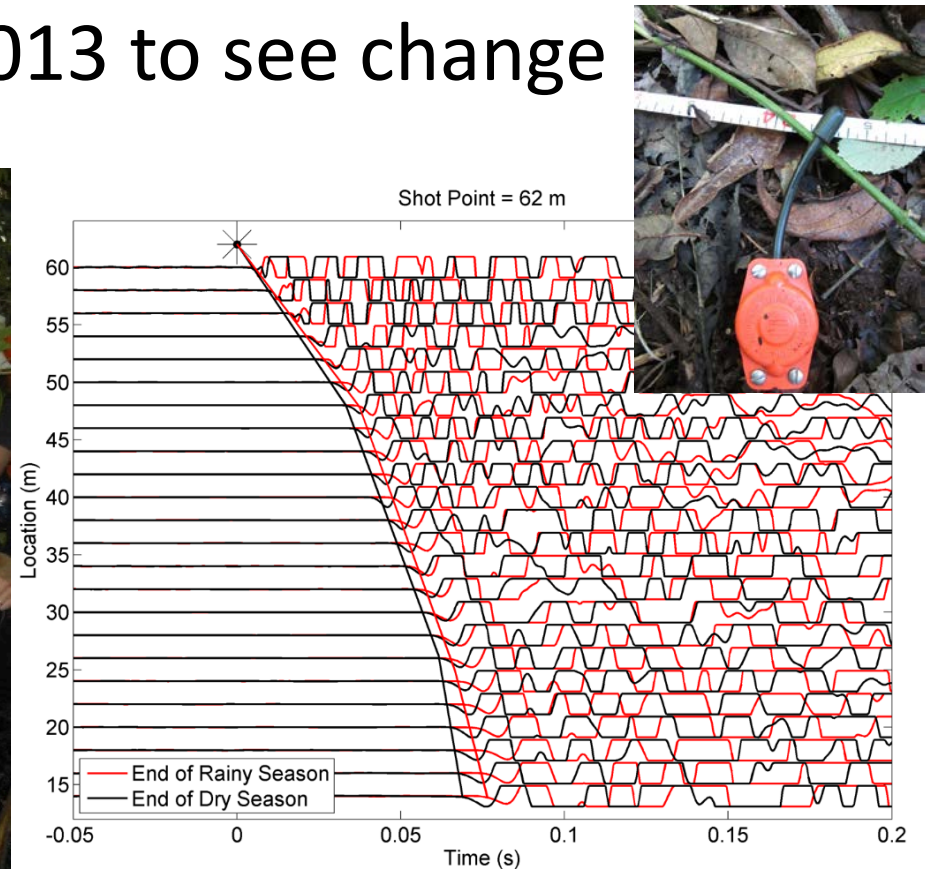 013 to see change
Shot Point = 62 m
Location (m)
60
55
50
45
40
35
30
25
20
15
End of Rainy Season
End of Dry Season
-0.05 0 0.05 0.1 0.15 0.2
Time (s)